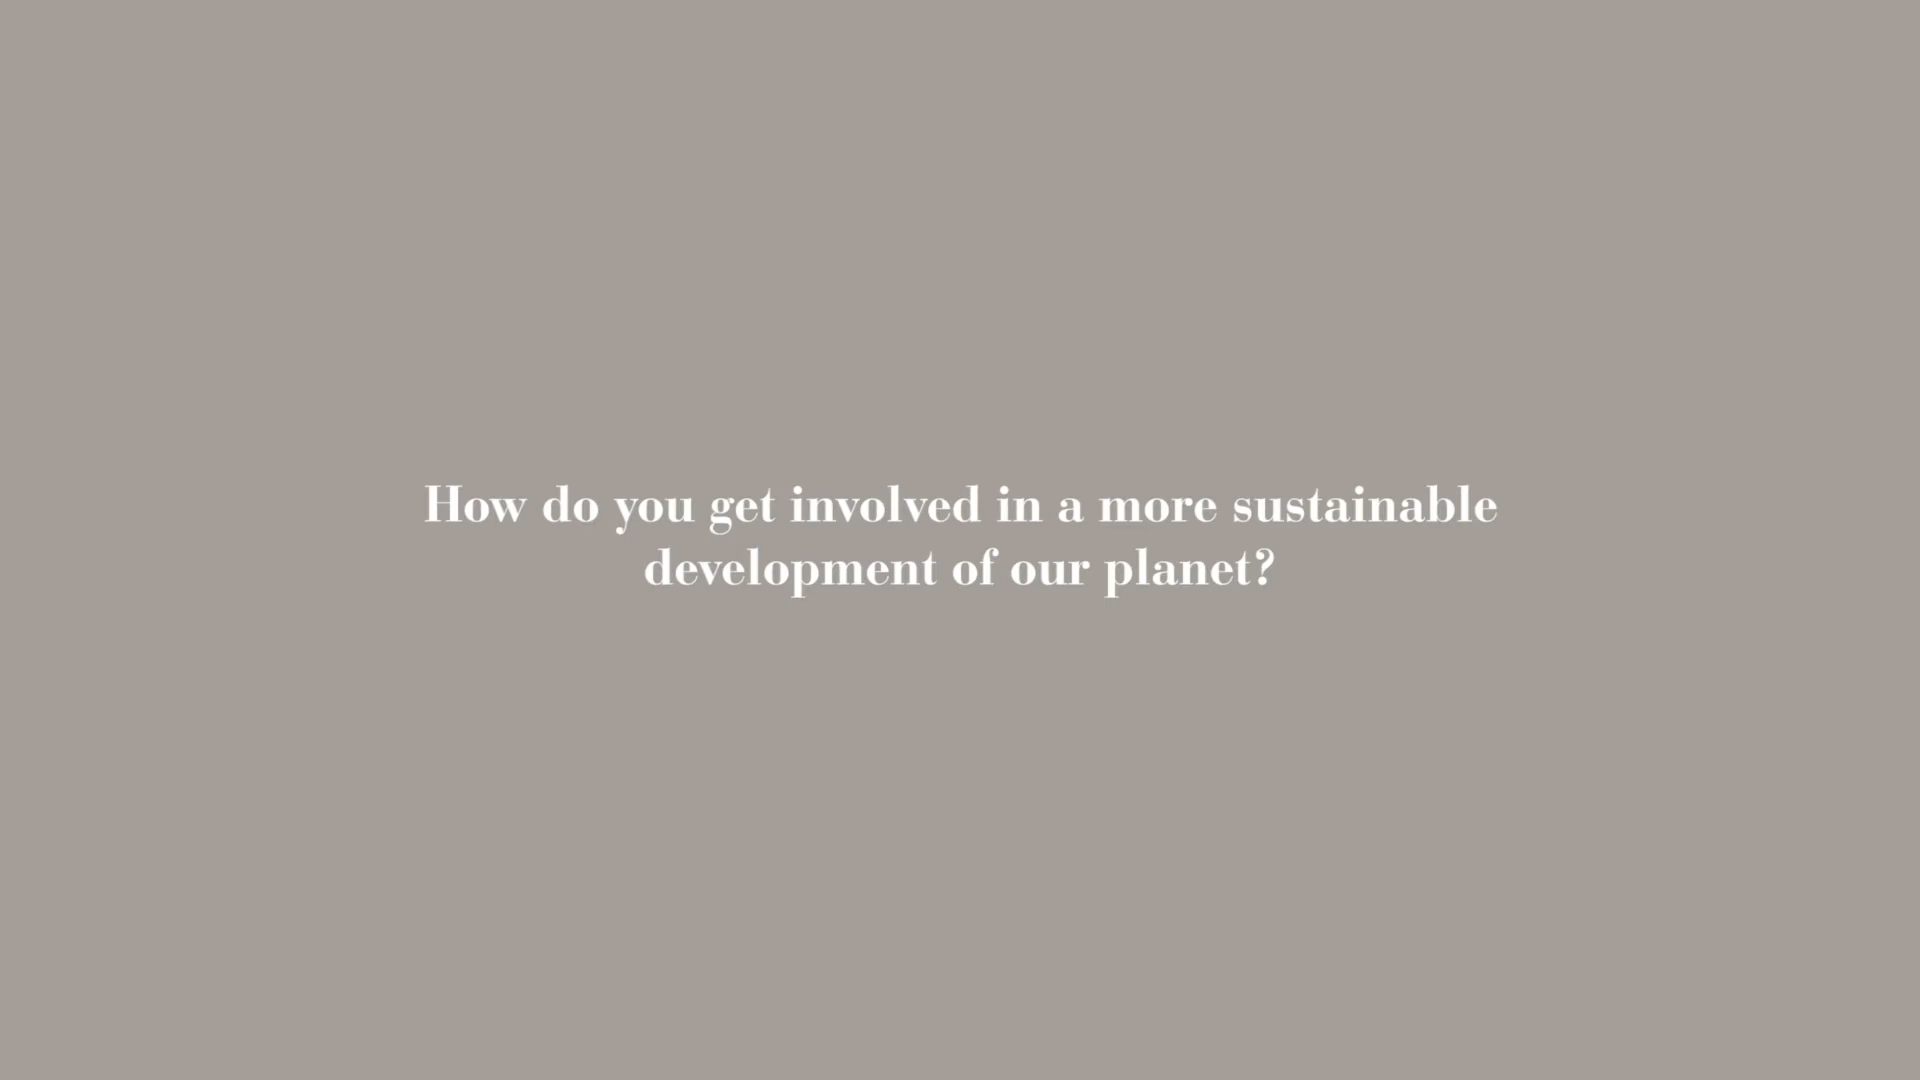 How do you get involved in a more sustainable
development of our planet?